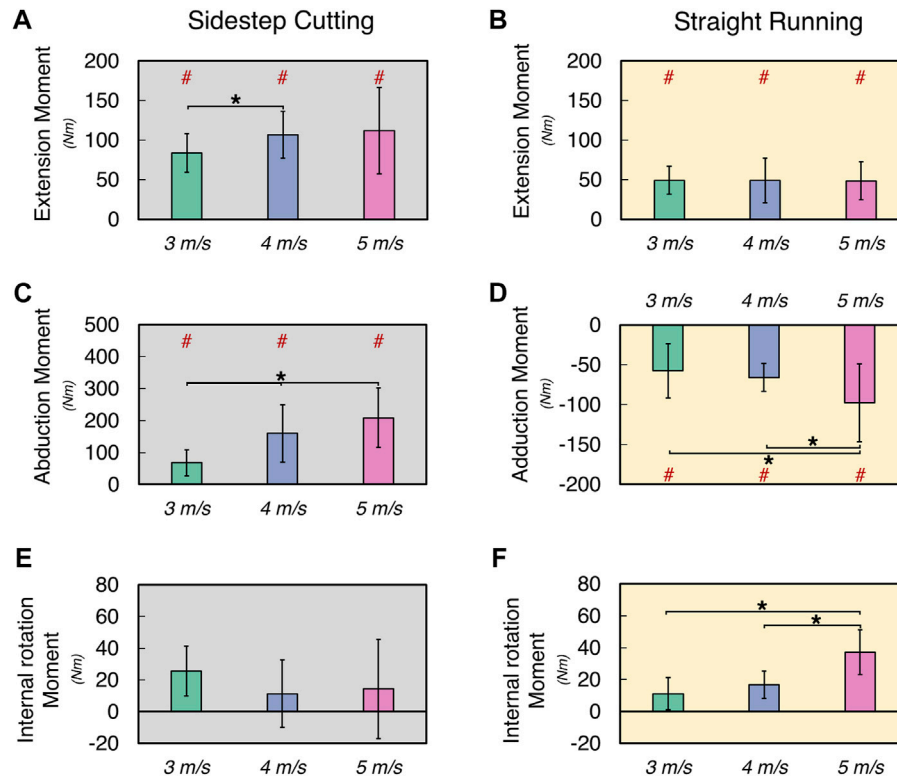 A
Sidestep Cutting
Extension Moment
(Nm)
200
150
100
50
0
# # #
*
3 m/s 4 m/s 5 m/s
B
Straight Running
Extension Moment
(Nm)
200
150
100
50
0
# # #
3 m/s 4 m/s 5 m/s
C
Abduction Moment
(Nm)
500
400
300
200
100
0
# # #
*
3 m/s 4 m/s 5 m/s
D
3 m/s 4 m/s 5 m/s
Adduction Moment
(Nm)
0
-50
-100
-150
-200
*
*
# # #
E
Internal rotation
Moment
(Nm)
80
60
40
20
0
-20
3 m/s 4 m/s 5 m/s
F
Internal rotation
Moment
(Nm)
80
60
40
20
0
-20
*
*
3 m/s 4 m/s 5 m/s